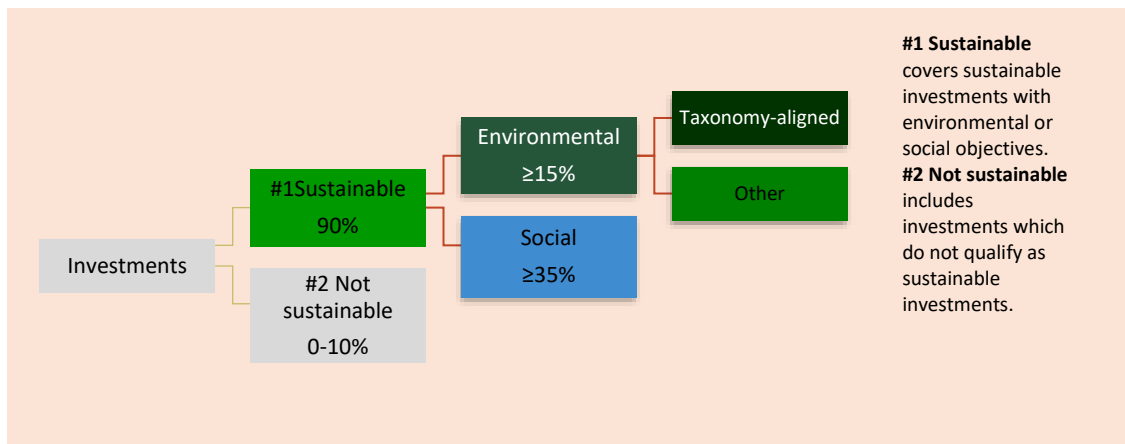 Investments
#1Sustainable
90%
#2 Not
sustainable
0-10%
Environmental
≥15%
Social
≥35%
Taxonomy-aligned
Other
#1 Sustainable
covers sustainable
investments with
environmental or
social objectives.
#2 Not sustainable
includes
investments which
do not qualify as
sustainable
investments.